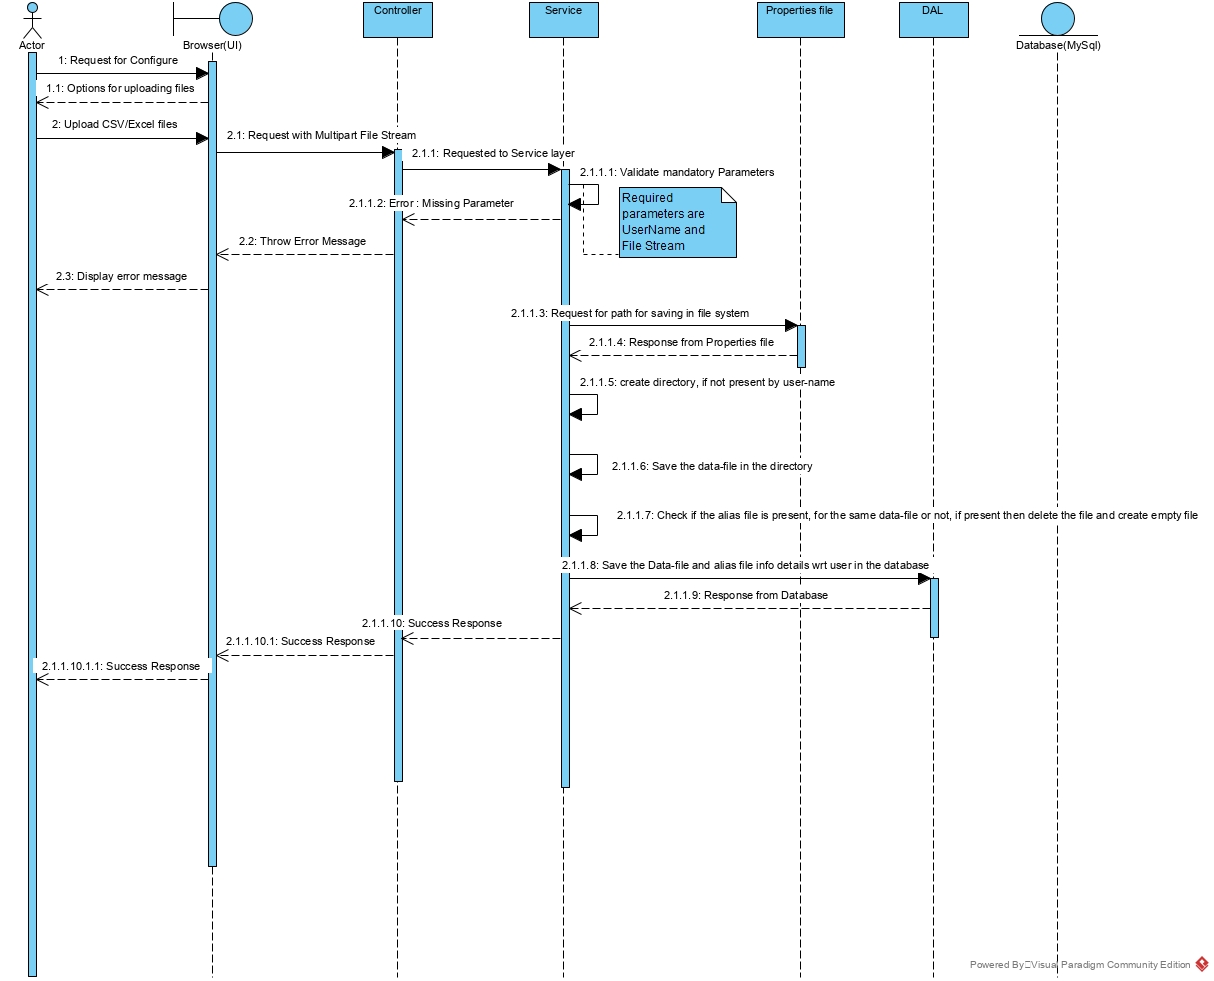 Controller
Service
Properties file
DAL
Actor
Browser(UI)
Database(MySql)
1: Request for Configure
1.1: Options for uploading files
2: Upload CSV/Excel files
2.1: Request with Multipart File Stream
2.1.1: Requested to Service layer
2.1.1.1: Validate mandatory Parameters
Required
parameters are
UserName and
File Stream
2.1.1.2: Error : Missing Parameter
2.2: Throw Error Message
2.3: Display error message
2.1.1.3: Request for path for saving in file system
2.1.1.4: Response from Properties file
2.1.1.5: create directory, if not present by user-name
2.1.1.6: Save the data-file in the directory
2.1.1.7: Check if the alias file is present, for the same data-file or not, if present then delete the file and create empty file
2.1.1.8: Save the Data-file and alias file info details wrt user in the database
2.1.1.9: Response from Database
2.1.1.10: Success Response
2.1.1.10.1: Success Response
2.1.1.10.1.1: Success Response
Powered By Visual Paradigm Community Edition